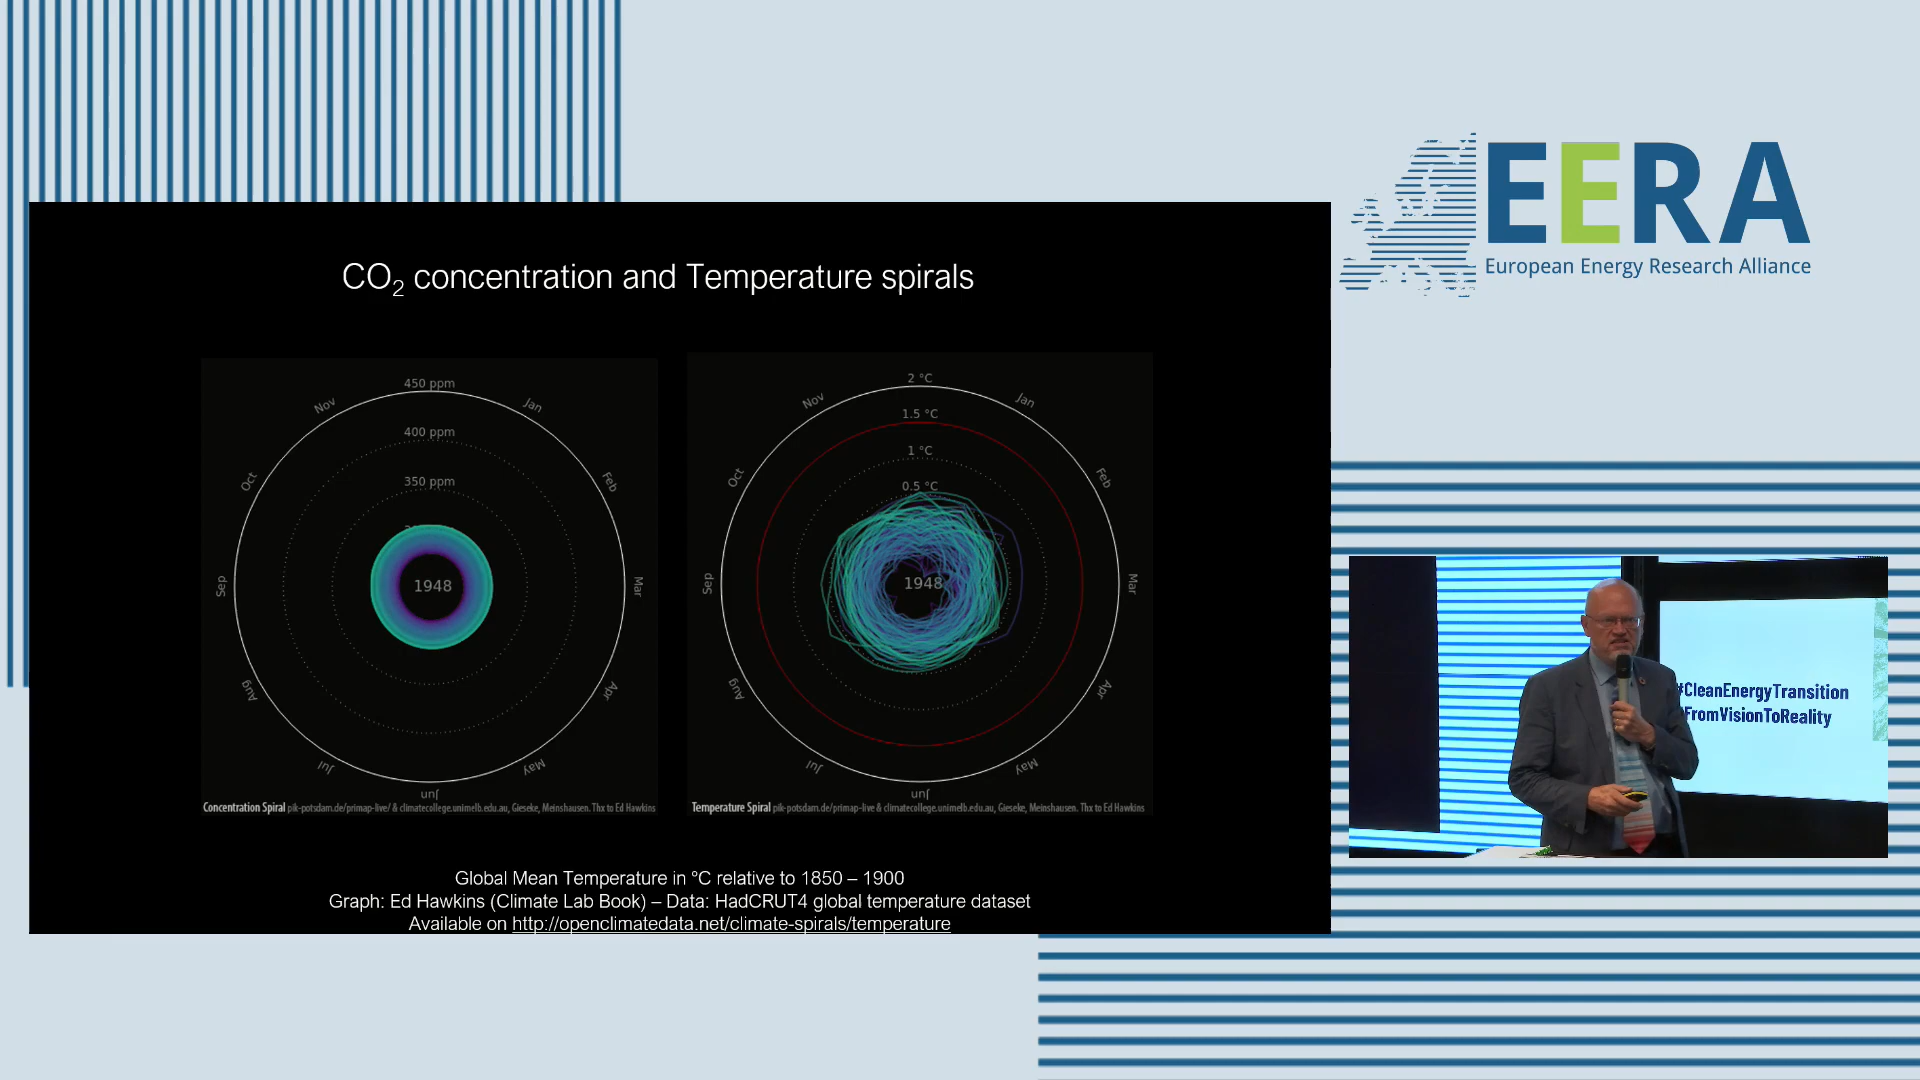 CO₂ concentration and Temperature spirals
450 ppm
400 ppm
350 ppm
Jan
Feb
Mar
Apr
May
Jun
Jul
Aug
Sep
Oct
Nov
1948
Concentration Spiral pik-potsdam.de/primap-live/ & climatecollege.unimelb.edu.au, Gieseke, Meinshausen. Thx to Ed Hawkins
2 °C
1.5 °C
1 °C
0.5 °C
Jan
Feb
Mar
Apr
May
Jun
Jul
Aug
Sep
Oct
Nov
1948
Temperature Spiral pik-potsdam.de/primap-live & climatecollege.unimelb.edu.au, Gieseke, Meinshausen. Thx to Ed Hawkins
Global Mean Temperature in °C relative to 1850 – 1900
Graph: Ed Hawkins (Climate Lab Book) – Data: HadCRUT4 global temperature dataset
Available on http://openclimatedata.net/climate-spirals/temperature
EERA
European Energy Research Alliance
#CleanEnergyTransition
#FromVisionToReality